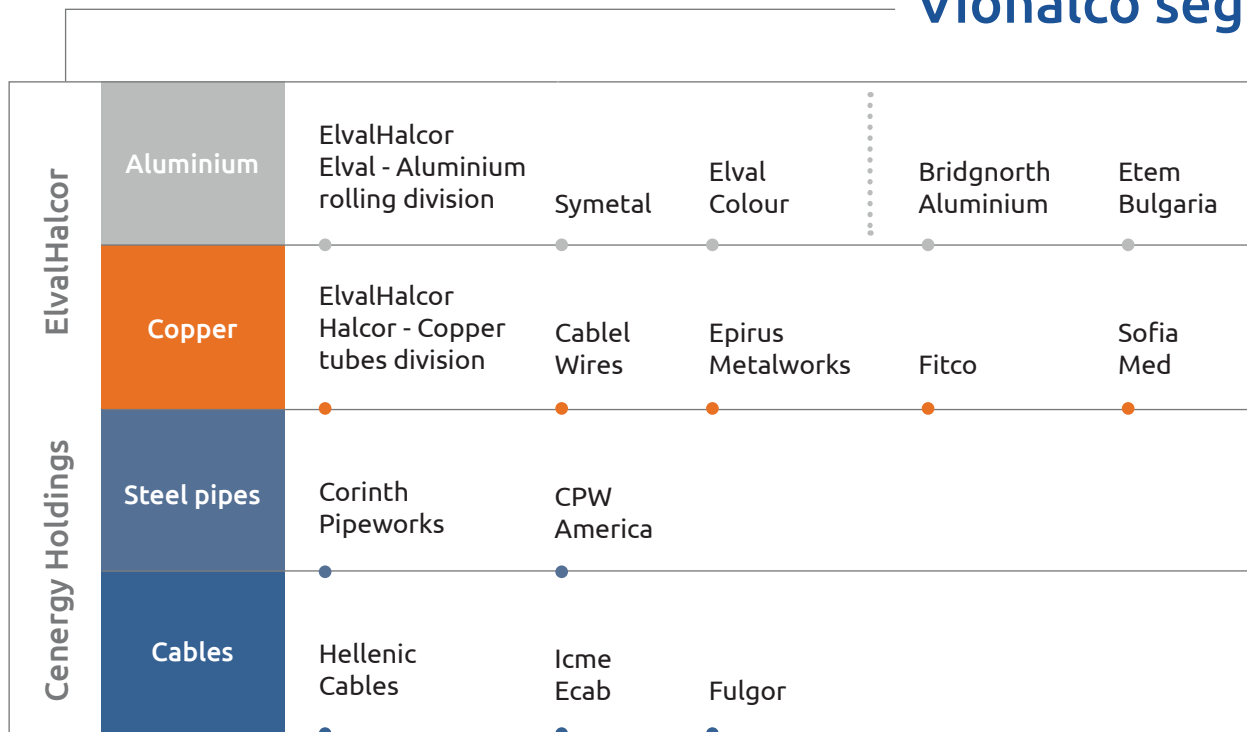 Viohalco seg
ElvalHalcor
Aluminium
ElvalHalcor
Elval - Aluminium
rolling division
Symetal
Elval
Colour
Bridgnorth
Aluminium
Etem
Bulgaria
Copper
ElvalHalcor
Halcor - Copper
tubes division
Cablel
Wires
Epirus
Metalworks
Fitco
Sofia
Med
Cenergy Holdings
Steel pipes
Corinth
Pipeworks
CPW
America
Cables
Hellenic
Cables
Icme
Ecab
Fulgor